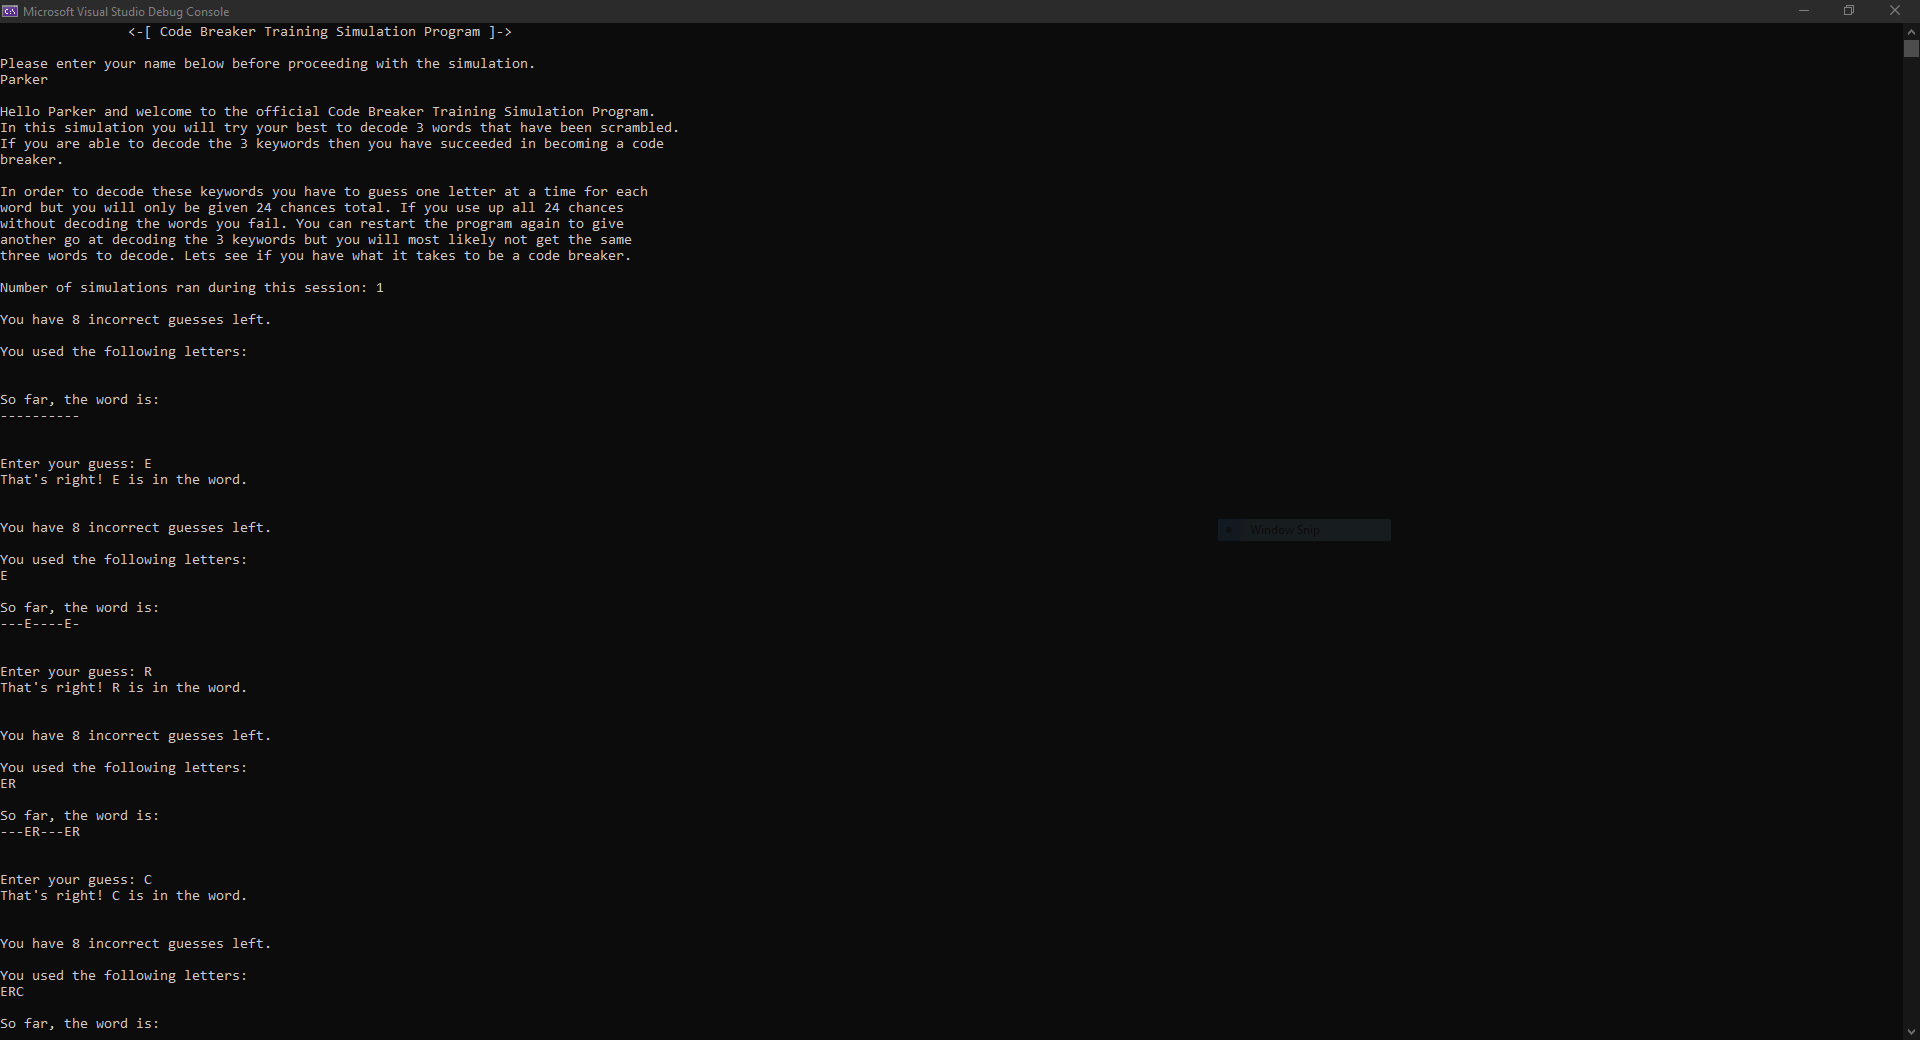 Microsoft Visual Studio Debug Console
<-[ Code Breaker Training Simulation Program ]->
Please enter your name below before proceeding with the simulation.
Parker
Hello Parker and welcome to the official Code Breaker Training Simulation Program.
In this simulation you will try your best to decode 3 words that have been scrambled.
If you are able to decode the 3 keywords then you have succeeded in becoming a code
breaker.
In order to decode these keywords you have to guess one letter at a time for each
word but you will only be given 24 chances total. If you use up all 24 chances
without decoding the words you fail. You can restart the program again to give
another go at decoding the 3 keywords but you will most likely not get the same
three words to decode. Lets see if you have what it takes to be a code breaker.
Number of simulations ran during this session: 1
You have 8 incorrect guesses left.
You used the following letters:
So far, the word is:
----------
Enter your guess: E
That's right! E is in the word.
You have 8 incorrect guesses left.
Window Snip
You used the following letters:
E
So far, the word is:
---E----E-
Enter your guess: R
That's right! R is in the word.
You have 8 incorrect guesses left.
You used the following letters:
ER
So far, the word is:
---ER---ER
Enter your guess: C
That's right! C is in the word.
You have 8 incorrect guesses left.
You used the following letters:
ERC
So far, the word is: